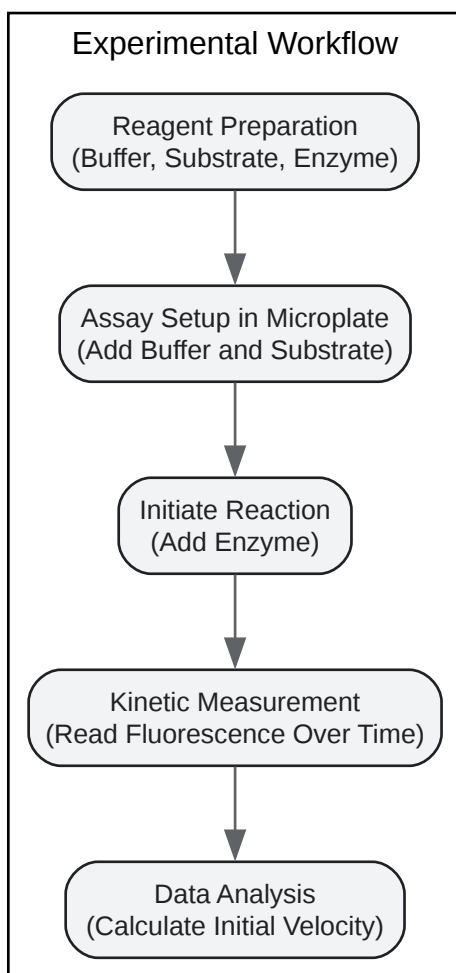 Experimental Workflow
Reagent Preparation
(Buffer, Substrate, Enzyme)
Assay Setup in Microplate
(Add Buffer and Substrate)
Initiate Reaction
(Add Enzyme)
Kinetic Measurement
(Read Fluorescence Over Time)
Data Analysis
(Calculate Initial Velocity)